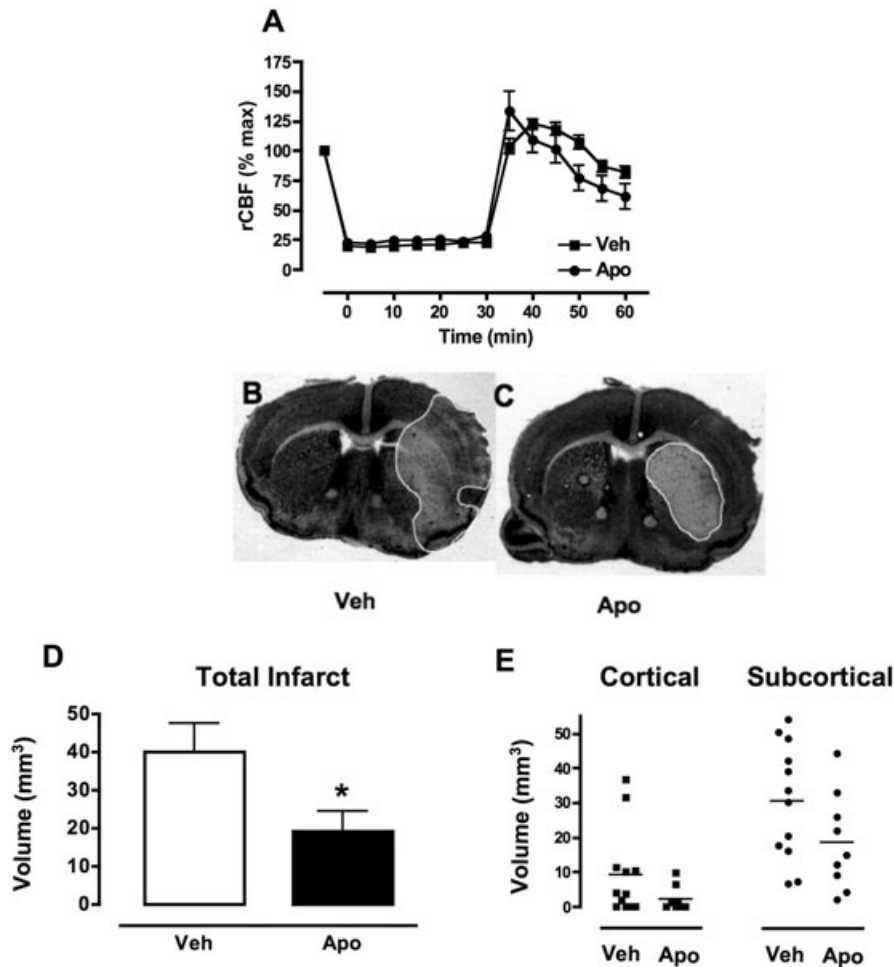 A
rCBF (% max)
175
150
125
100
75
50
25
0
Veh
Apo
0 10 20 30 40 50 60
Time (min)
B
C
Veh
Apo
D
Total Infarct
Volume (mm³)
50
40
30
20
10
0
*
Veh
Apo
E
Cortical
Subcortical
Volume (mm³)
50
40
30
20
10
0
Veh Apo
Veh Apo